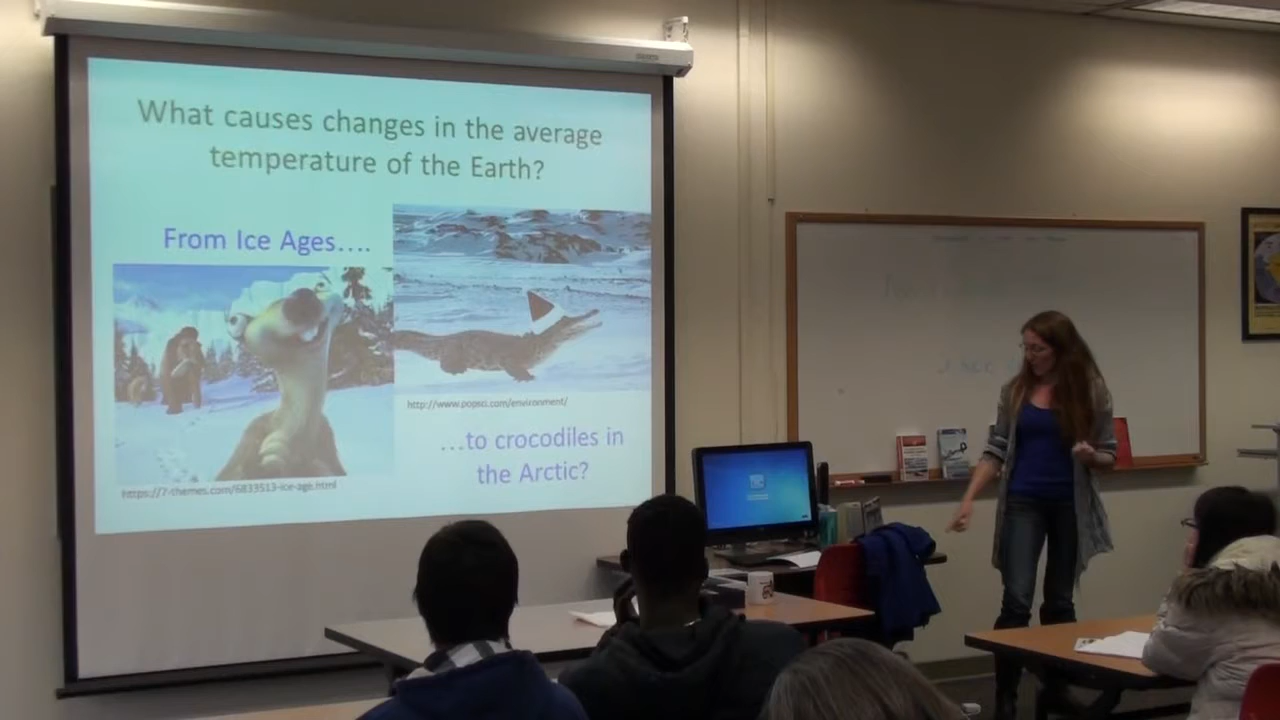 What causes changes in the average
temperature of the Earth?
From Ice Ages....
http://www.popsci.com/environment/
...to crocodiles in
the Arctic?
https://7-themes.com/6833513-ice-age.html